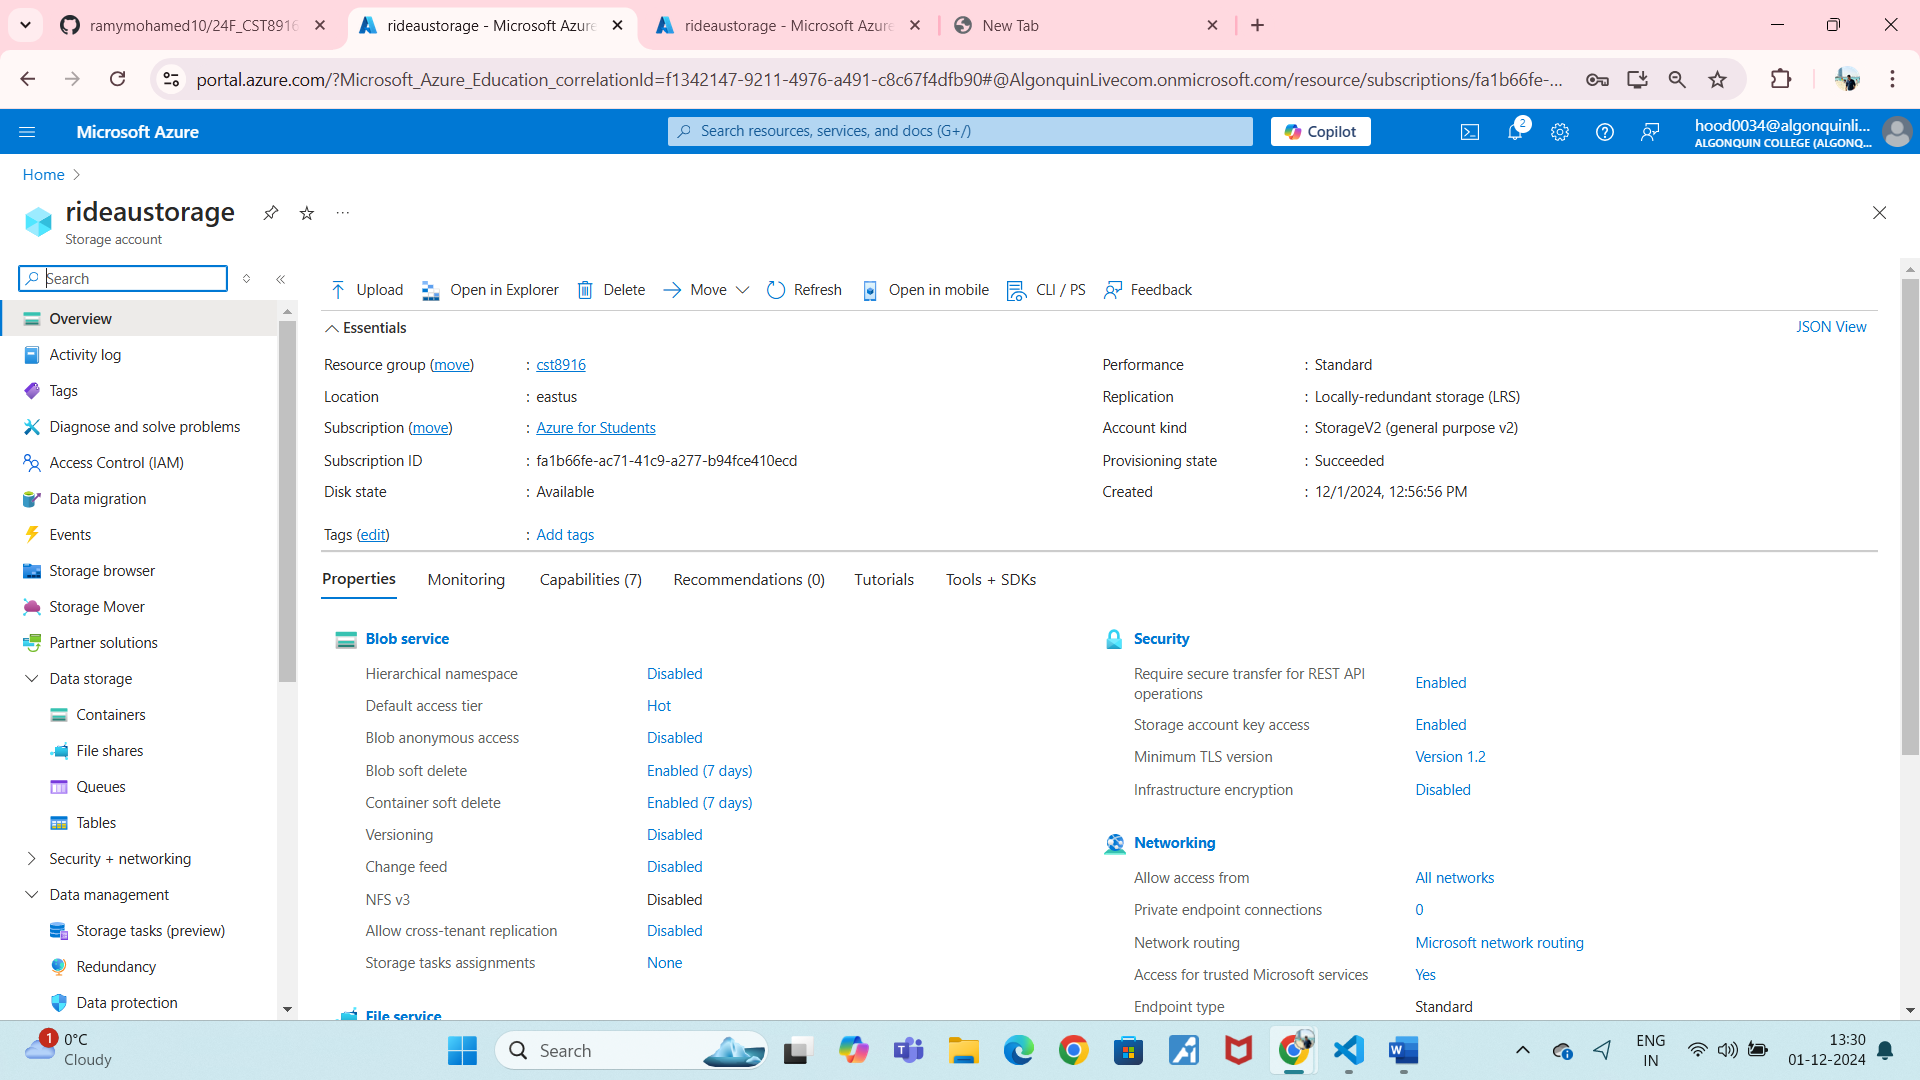 ramymohamed10/24F_CST8916
rideaustorage - Microsoft Azure
rideaustorage - Microsoft Azure
New Tab
portal.azure.com/?Microsoft_Azure_Education_correlationId=f1342147-9211-4976-a491-c8c67f4dfb90#@AlgonquinLivecom.onmicrosoft.com/resource/subscriptions/fa1b66fe-...
Microsoft Azure
Search resources, services, and docs (G+/)
Copilot
2
hood0034@algonquinli...
ALGONQUIN COLLEGE (ALGONQ...
Home
rideaustorage
Storage account
Search
Upload
Open in Explorer
Delete
Move
Refresh
Open in mobile
CLI / PS
Feedback
Overview
Activity log
Tags
Diagnose and solve problems
Access Control (IAM)
Data migration
Events
Storage browser
Storage Mover
Partner solutions
Data storage
Containers
File shares
Queues
Tables
Security + networking
Data management
Storage tasks (preview)
Redundancy
Data protection
Essentials
JSON View
Resource group (move) : cst8916
Location : eastus
Subscription (move) : Azure for Students
Subscription ID : fa1b66fe-ac71-41c9-a277-b94fce410ecd
Disk state : Available
Performance : Standard
Replication : Locally-redundant storage (LRS)
Account kind : StorageV2 (general purpose v2)
Provisioning state : Succeeded
Created : 12/1/2024, 12:56:56 PM
Tags (edit) : Add tags
Properties
Monitoring
Capabilities (7)
Recommendations (0)
Tutorials
Tools + SDKs
Blob service
Hierarchical namespace Disabled
Default access tier Hot
Blob anonymous access Disabled
Blob soft delete Enabled (7 days)
Container soft delete Enabled (7 days)
Versioning Disabled
Change feed Disabled
NFS v3 Disabled
Allow cross-tenant replication Disabled
Storage tasks assignments None
File service
Security
Require secure transfer for REST API
operations
Enabled
Storage account key access Enabled
Minimum TLS version Version 1.2
Infrastructure encryption Disabled
Networking
Allow access from All networks
Private endpoint connections 0
Network routing Microsoft network routing
Access for trusted Microsoft services Yes
Endpoint type Standard
1
0°C
Cloudy
Search
ENG
IN
13:30
01-12-2024